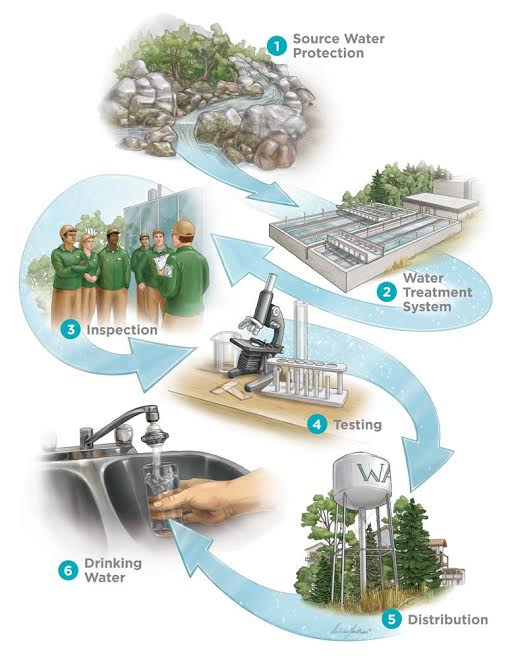 1 Source Water
Protection
2 Water
Treatment
System
3 Inspection
4 Testing
WA
5 Distribution
6 Drinking
Water